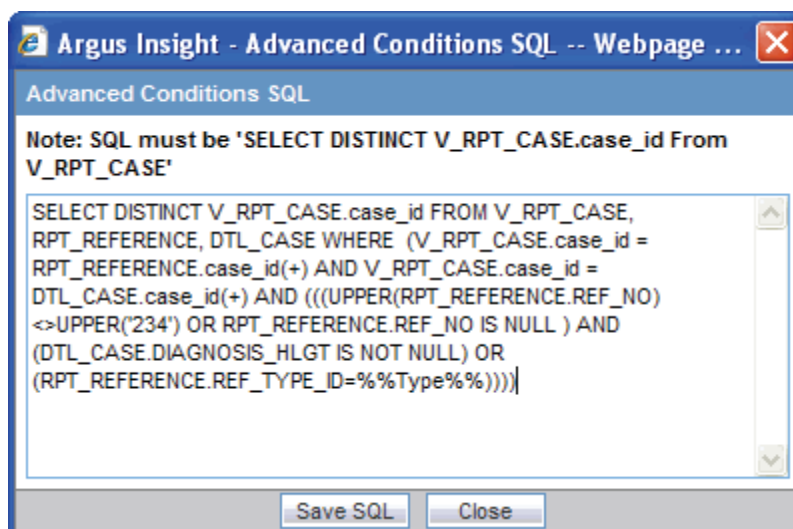 Argus Insight - Advanced Conditions SQL -- Webpage ...
Advanced Conditions SQL
Note: SQL must be 'SELECT DISTINCT V_RPT_CASE.case_id From
V_RPT_CASE'
SELECT DISTINCT V_RPT_CASE.case_id FROM V_RPT_CASE,
RPT_REFERENCE, DTL_CASE WHERE  (V_RPT_CASE.case_id =
RPT_REFERENCE.case_id(+) AND V_RPT_CASE.case_id =
DTL_CASE.case_id(+) AND (((UPPER(RPT_REFERENCE.REF_NO)
<>UPPER('234') OR RPT_REFERENCE.REF_NO IS NULL ) AND
(DTL_CASE.DIAGNOSIS_HLGT IS NOT NULL) OR
(RPT_REFERENCE.REF_TYPE_ID=%%Type%%))))
Save SQL
Close